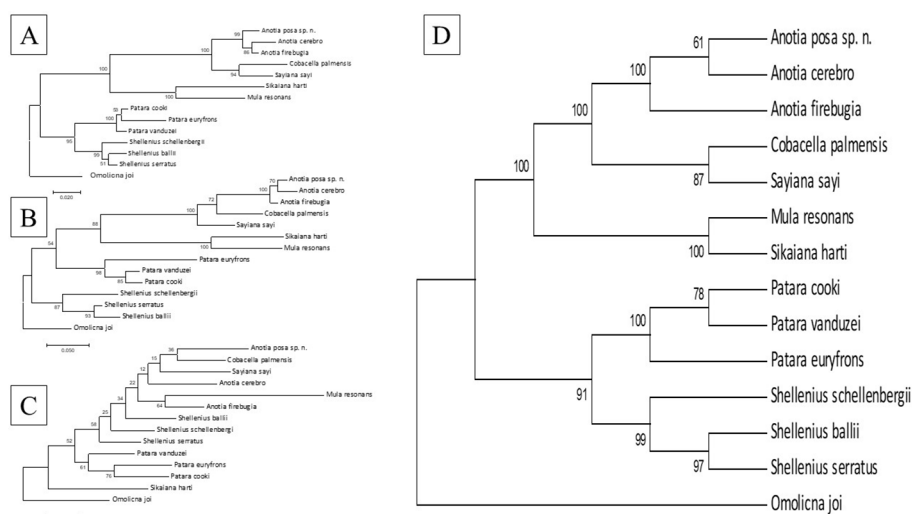 A
99
Anotia posa sp. n.
Anotia cerebro
86
Anotia firebugia
100
Cobacella palmensis
94
Sayiana sayi
100
Sikaiana harti
100
Mula resonans
Patara cooki
Patara euryfrons
100
Patara vanduzei
Shellenius schellenbergii
99
Shellenius ballii
51
Shellenius serratus
Omolicna joi
0.020
B
70
Anotia posa sp. n.
100
Anotia cerebro
Anotia firebugia
72
100
Cobacella palmensis
Sayiana sayi
Sikaiana harti
100
Mula resonans
54
Patara euryfrons
Patara vanduzei
Patara cooki
Shellenius schellenbergii
Shellenius serratus
Shellenius ballii
Omolicna joi
0.050
C
36
Anotia posa sp. n.
15
Cobacella palmensis
12
Sayiana sayi
22
Anotia cerebro
Mula resonans
34
64
Anotia firebugia
25
Shellenius ballii
58
Shellenius schellenbergi
52
Shellenius serratus
Patara vanduzei
61
Patara euryfrons
76
Patara cooki
Sikaiana harti
Omolicna joi
D
61
Anotia posa sp. n.
100
Anotia cerebro
100
Anotia firebugia
100
Cobacella palmensis
87
Sayiana sayi
Mula resonans
100
Sikaiana harti
78
Patara cooki
100
Patara vanduzei
Patara euryfrons
91
Shellenius schellenbergii
99
Shellenius ballii
97
Shellenius serratus
Omolicna joi